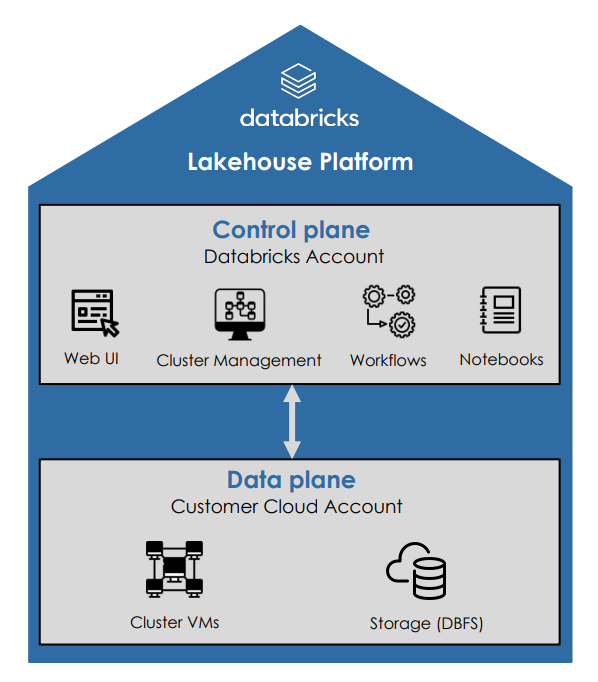 databricks
Lakehouse Platform
Control plane
Databricks Account
Web UI
Cluster Management
Workflows
Notebooks
Data plane
Customer Cloud Account
Cluster VMs
Storage (DBFS)